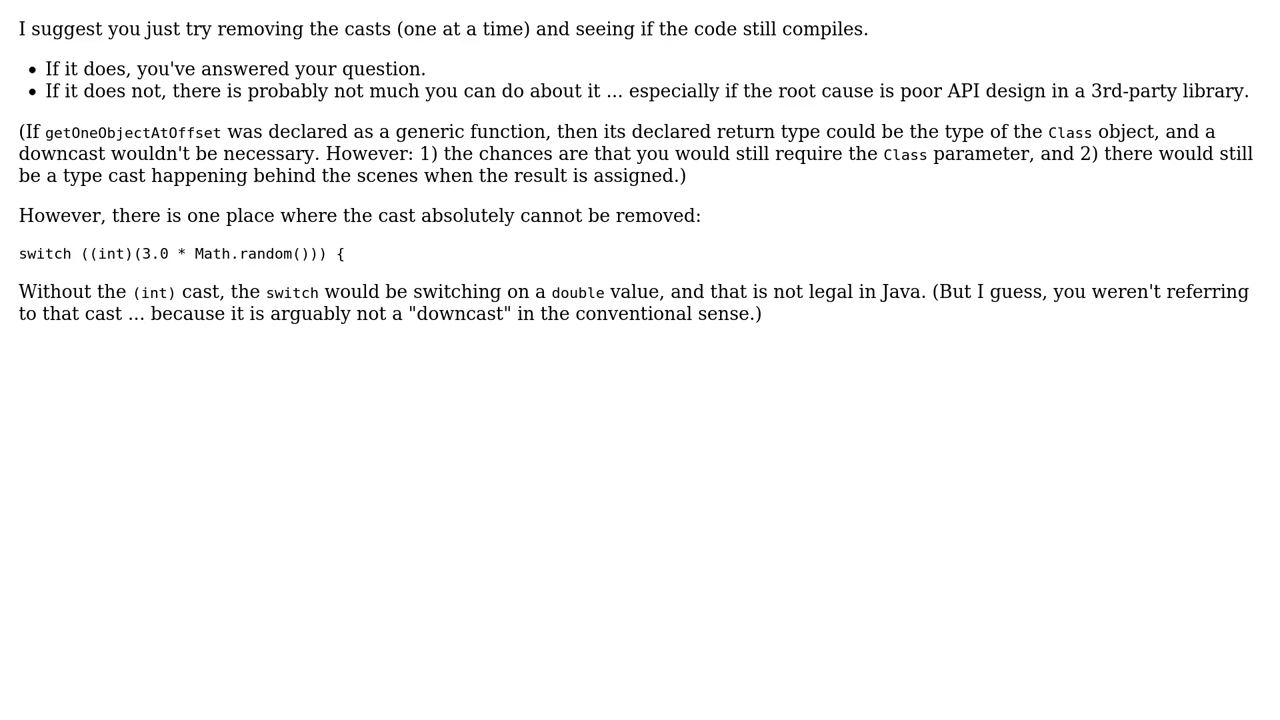 I suggest you just try removing the casts (one at a time) and seeing if the code still compiles.
• If it does, you've answered your question.
• If it does not, there is probably not much you can do about it ... especially if the root cause is poor API design in a 3rd-party library.
(If getOneObjectAtOffset was declared as a generic function, then its declared return type could be the type of the Class object, and a
downcast wouldn't be necessary. However: 1) the chances are that you would still require the Class parameter, and 2) there would still
be a type cast happening behind the scenes when the result is assigned.)
However, there is one place where the cast absolutely cannot be removed:
switch ((int)(3.0 * Math.random())) {
Without the (int) cast, the switch would be switching on a double value, and that is not legal in Java. (But I guess, you weren't referring
to that cast ... because it is arguably not a "downcast" in the conventional sense.)